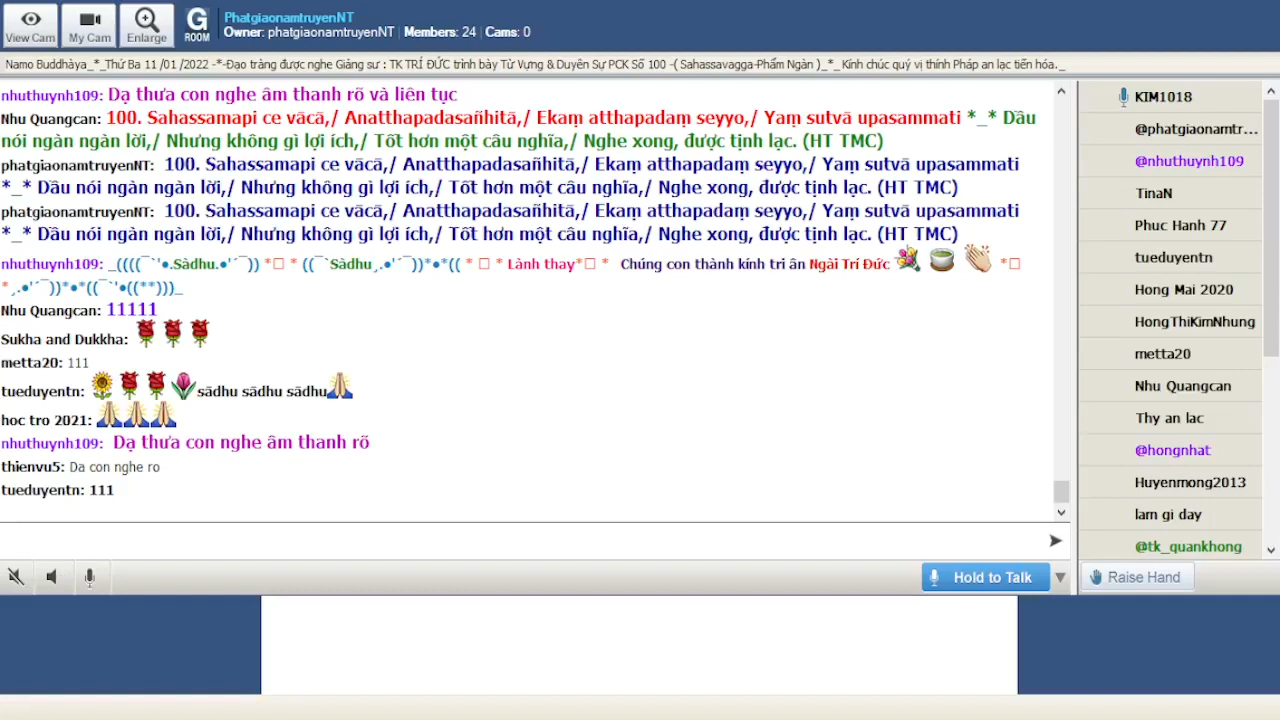 View Cam
My Cam
Enlarge
G
ROOM
PhatgiaonamtruyenNT
Owner: phatgiaonamtruyenNT | Members: 24 | Cams: 0
Namo Buddhàya_*_Thứ Ba 11 /01 /2022 -*-Đạo tràng được nghe Giảng sư : TK TRÍ ĐỨC trình bày Từ Vựng & Duyên Sự PCK Số 100 -( Sahassavagga-Phẩm Ngàn )_*_ Kính chúc quý vị thính Pháp an lạc tiến hóa._
nhuthuynh109: Dạ thưa con nghe âm thanh rõ và liên tục
Nhu Quangcan: 100. Sahassamapi ce vācā,/ Anatthapadasañhitā,/ Ekaṃ atthapadaṃ seyyo,/ Yaṃ sutvā upasammati *_* Dầu
nói ngàn ngàn lời,/ Nhưng không gì lợi ích,/ Tốt hơn một câu nghĩa,/ Nghe xong, được tịnh lạc. (HT TMC)
phatgiaonamtruyenNT: 100. Sahassamapi ce vācā,/ Anatthapadasañhitā,/ Ekaṃ atthapadaṃ seyyo,/ Yaṃ sutvā upasammati
*_* Dầu nói ngàn ngàn lời,/ Nhưng không gì lợi ích,/ Tốt hơn một câu nghĩa,/ Nghe xong, được tịnh lạc. (HT TMC)
phatgiaonamtruyenNT: 100. Sahassamapi ce vācā,/ Anatthapadasañhitā,/ Ekaṃ atthapadaṃ seyyo,/ Yaṃ sutvā upasammati
*_* Dầu nói ngàn ngàn lời,/ Nhưng không gì lợi ích,/ Tốt hơn một câu nghĩa,/ Nghe xong, được tịnh lạc. (HT TMC)
nhuthuynh109: _((((¯`'•.Sàdhu.•'´¯)) *□ * ((¯`Sàdhu¸.•'´¯))*•*(( * □ * Lành thay*□ * Chúng con thành kính tri ân Ngài Trí Đức 💐 🍵 👏 *□
*¸.•'´¯))*•*((¯`'•((**)))_
Nhu Quangcan: 11111
Sukha and Dukkha: 🌹🌹🌹
metta20: 111
tueduyentn: 🌻🌹🌹🌷sādhu sādhu sādhu🙏
hoc tro 2021: 🙏🙏🙏
nhuthuynh109: Dạ thưa con nghe âm thanh rõ
thienvu5: Da con nghe ro
tueduyentn: 111
Hold to Talk
KIM1018
@phatgiaonamtr...
@nhuthuynh109
TinaN
Phuc Hanh 77
tueduyentn
Hong Mai 2020
HongThiKimNhung
metta20
Nhu Quangcan
Thy an lac
@hongnhat
Huyenmong2013
lam gi day
@tk_quankhong
Raise Hand